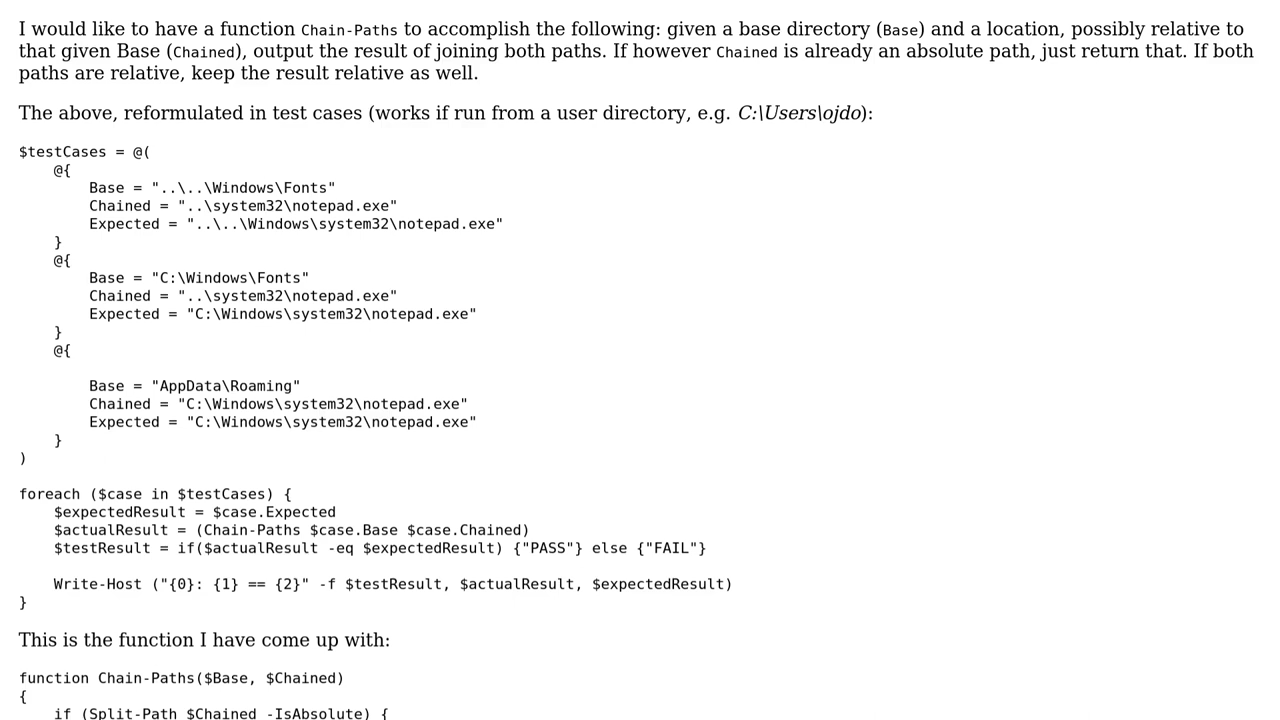 I would like to have a function Chain-Paths to accomplish the following: given a base directory (Base) and a location, possibly relative to
that given Base (Chained), output the result of joining both paths. If however Chained is already an absolute path, just return that. If both
paths are relative, keep the result relative as well.
The above, reformulated in test cases (works if run from a user directory, e.g. C:\Users\ojdo):
$testCases = @(
    @{
        Base = "..\..\Windows\Fonts"
        Chained = "..\system32\notepad.exe"
        Expected = "..\..\Windows\system32\notepad.exe"
    }
    @{
        Base = "C:\Windows\Fonts"
        Chained = "..\system32\notepad.exe"
        Expected = "C:\Windows\system32\notepad.exe"
    }
    @{
        Base = "AppData\Roaming"
        Chained = "C:\Windows\system32\notepad.exe"
        Expected = "C:\Windows\system32\notepad.exe"
    }
)
foreach ($case in $testCases) {
    $expectedResult = $case.Expected
    $actualResult = (Chain-Paths $case.Base $case.Chained)
    $testResult = if($actualResult -eq $expectedResult) {"PASS"} else {"FAIL"}
    Write-Host ("{0}: {1} == {2}" -f $testResult, $actualResult, $expectedResult)
}
This is the function I have come up with:
function Chain-Paths($Base, $Chained)
{
    if (Split-Path $Chained -IsAbsolute) {